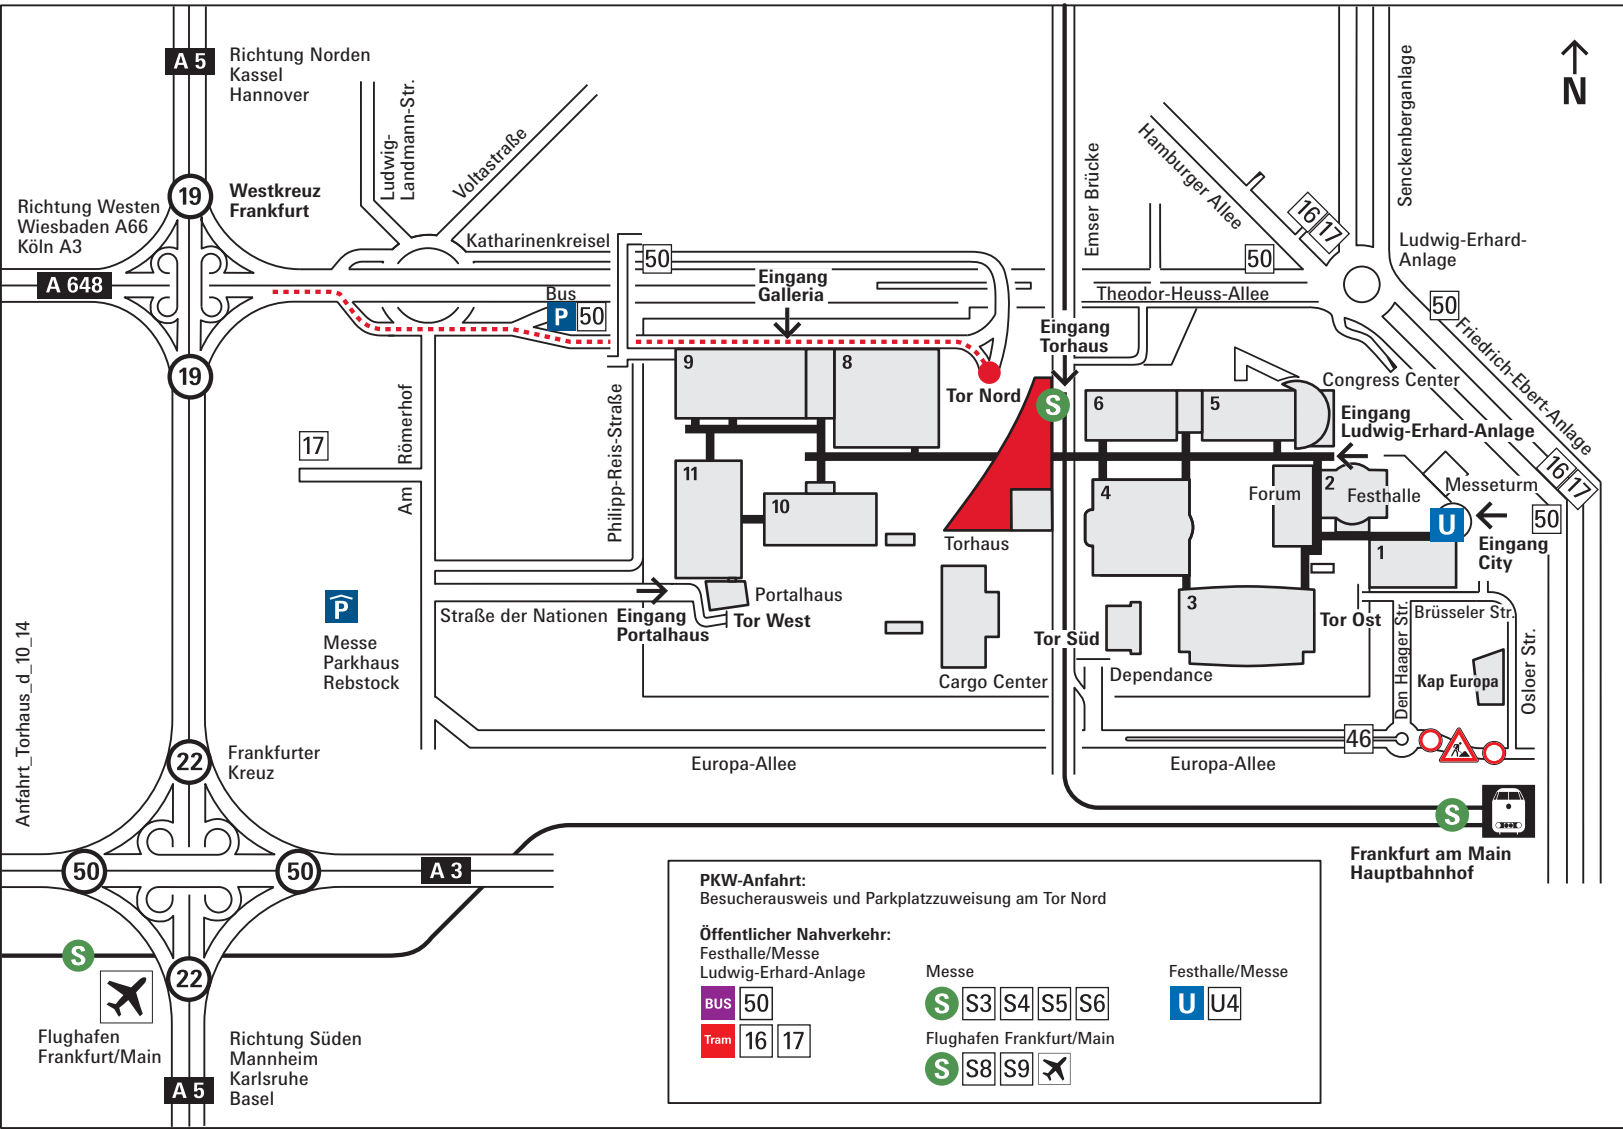 A 5
Richtung Norden
Kassel
Hannover
N
Ludwig-
Landmann-Str.
Voltastraße
Emser Brücke
Hamburger Allee
Senckenberganlage
16
17
19
Westkreuz
Frankfurt
Richtung Westen
Wiesbaden A66
Köln A3
A 648
Katharinenkreisel
50
Eingang
Galleria
50
Ludwig-Erhard-
Anlage
Bus
P
50
Theodor-Heuss-Allee
50
Friedrich-Ebert-Anlage
Eingang
Torhaus
19
9
8
Tor Nord
S
6
5
Congress Center
Eingang
Ludwig-Erhard-Anlage
17
Am Römerhof
Philipp-Reis-Straße
11
10
4
Forum
2
Festhalle
Messeturm
16
17
50
U
Eingang
City
1
Torhaus
P
Messe
Parkhaus
Rebstock
Straße der Nationen
Eingang
Portalhaus
Portalhaus
Tor West
3
Tor Süd
Tor Ost
Den Haager Str.
Brüsseler Str.
Osloer Str.
Kap Europa
Cargo Center
Dependance
Anfahrt_Torhaus_d_10_14
22
Frankfurter
Kreuz
Europa-Allee
Europa-Allee
46
S
Frankfurt am Main
Hauptbahnhof
50
50
A 3
S
22
Flughafen
Frankfurt/Main
Richtung Süden
Mannheim
Karlsruhe
Basel
A 5
PKW-Anfahrt:
Besucherausweis und Parkplatzzuweisung am Tor Nord
Öffentlicher Nahverkehr:
Festhalle/Messe
Ludwig-Erhard-Anlage
BUS 50
Tram 16 17
Messe
S S3 S4 S5 S6
Flughafen Frankfurt/Main
S S8 S9
Festhalle/Messe
U U4